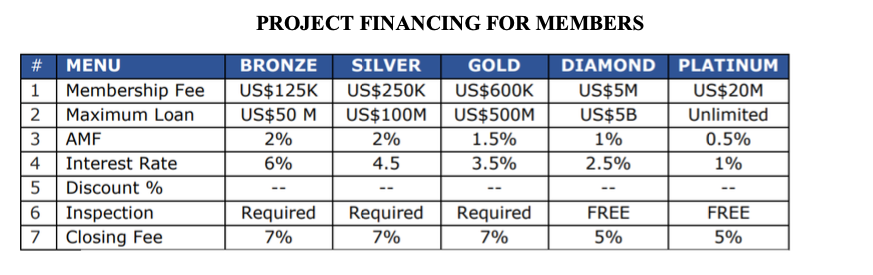 PROJECT FINANCING FOR MEMBERS
# MENU BRONZE SILVER GOLD DIAMOND PLATINUM
1 Membership Fee US$125K US$250K US$600K US$5M US$20M
2 Maximum Loan US$50 M US$100M US$500M US$5B Unlimited
3 AMF 2% 2% 1.5% 1% 0.5%
4 Interest Rate 6% 4.5 3.5% 2.5% 1%
5 Discount % -- -- -- -- --
6 Inspection Required Required Required FREE FREE
7 Closing Fee 7% 7% 7% 5% 5%